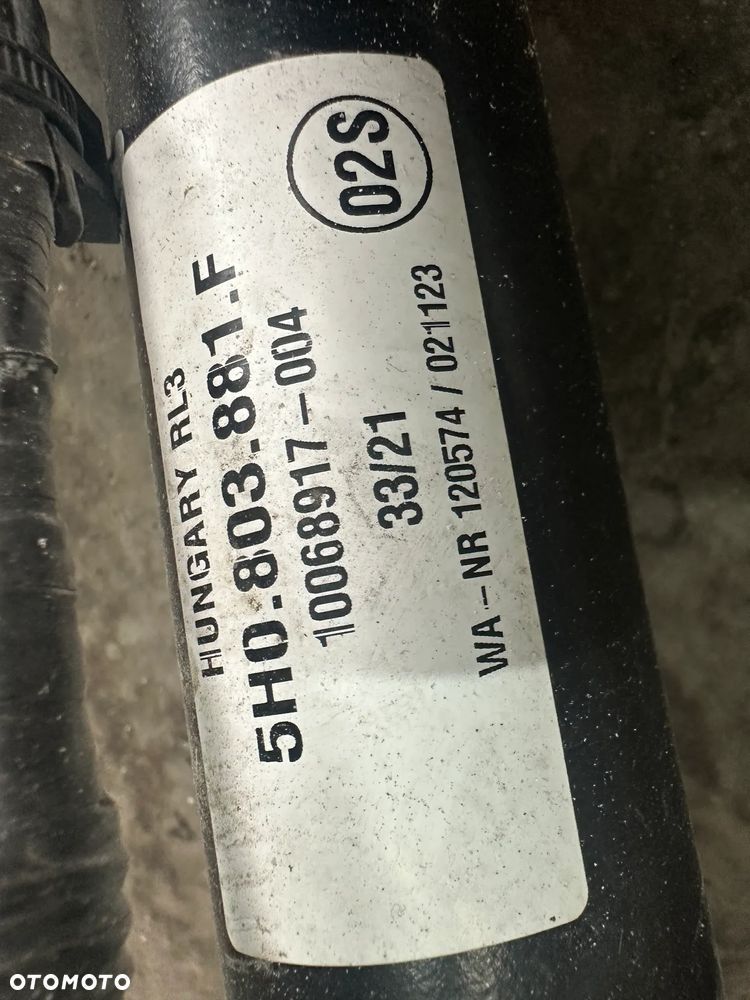 02S
HUNGARY RL3
5H0.803.881.F
10068917-004
33/21
WA-NR 120574 / 021123
OTOMOTO